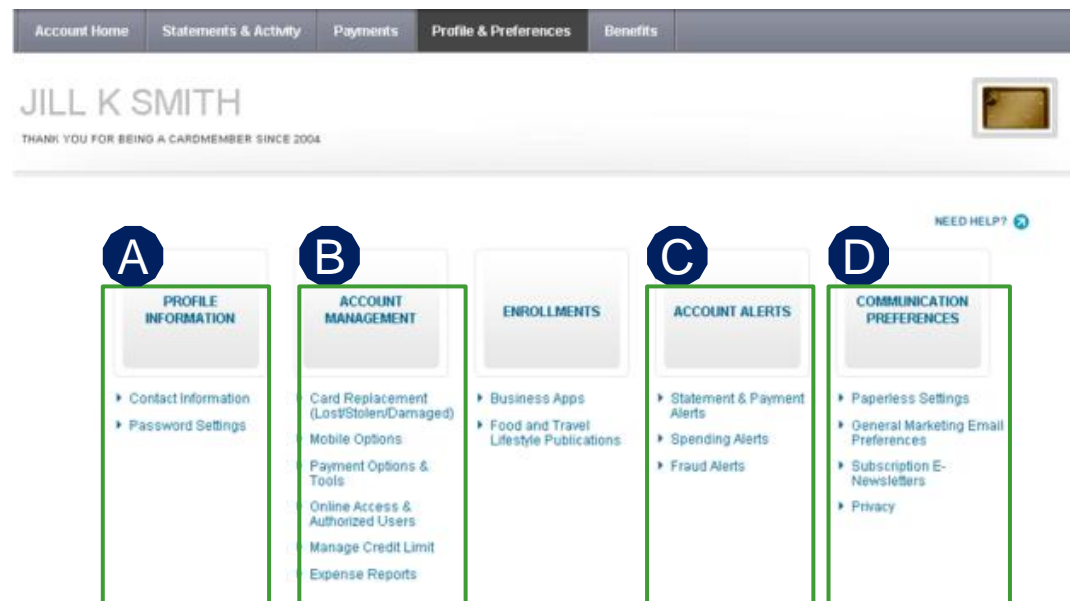 Account Home Statements & Activity Payments Profile & Preferences Benefits
JILL K SMITH
THANK YOU FOR BEING A CARDMEMBER SINCE 2004
NEED HELP?
A
PROFILE
INFORMATION
Contact Information
Password Settings
B
ACCOUNT
MANAGEMENT
Card Replacement
(Lost/Stolen/Damaged)
Mobile Options
Payment Options &
Tools
Online Access &
Authorized Users
Manage Credit Limit
Expense Reports
ENROLLMENTS
Business Apps
Food and Travel
Lifestyle Publications
C
ACCOUNT ALERTS
Statement & Payment
Alerts
Spending Alerts
Fraud Alerts
D
COMMUNICATION
PREFERENCES
Paperless Settings
General Marketing Email
Preferences
Subscription E-
Newsletters
Privacy